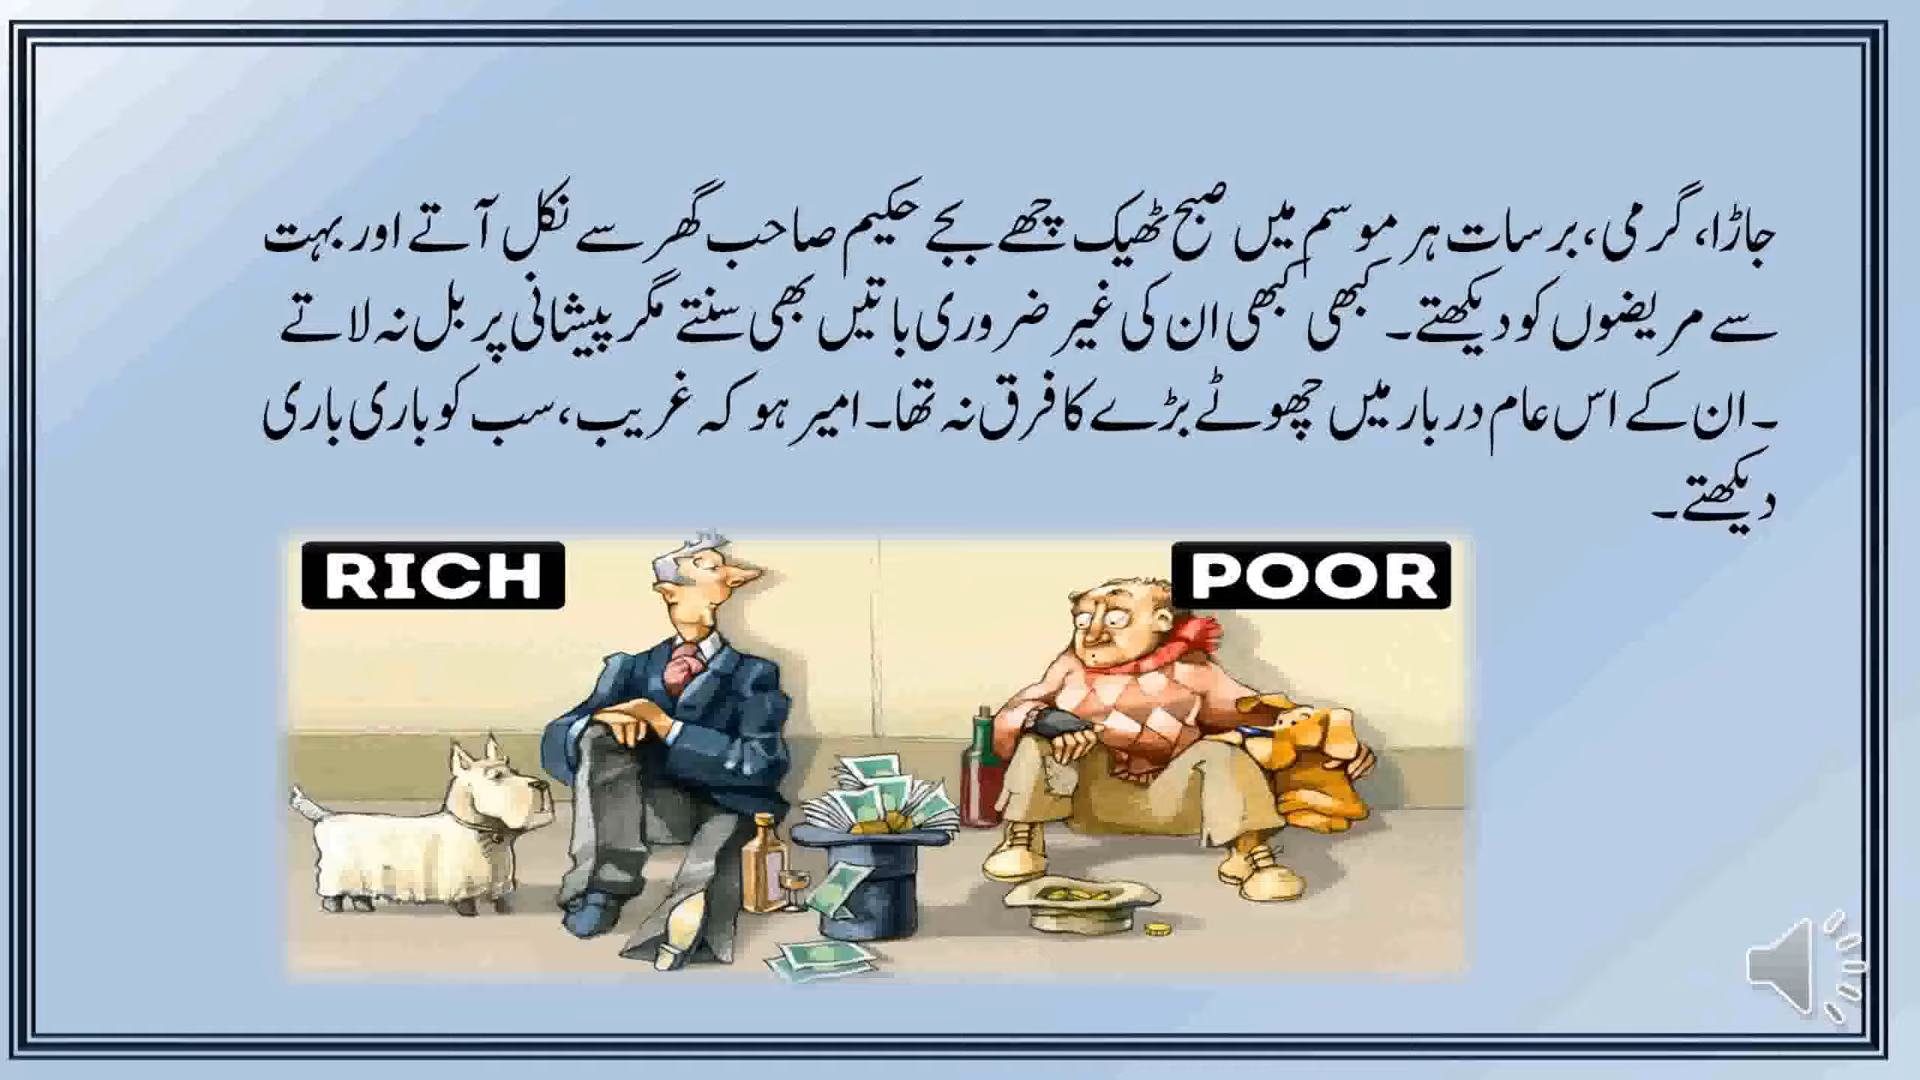 جاڑا، گرمی، برسات ہر موسم میں صبح ٹھیک چھے بجے حکیم صاحب گھر سے نکل آتے اور بہت
سے مریضوں کو دیکھتے۔ کبھی کبھی ان کی غیر ضروری باتیں بھی سنتے مگر پیشانی پر بل نہ لاتے
۔ان کے اس عام دربار میں چھوٹے بڑے کا فرق نہ تھا۔امیر ہو کہ غریب، سب کو باری باری
دیکھتے۔
RICH
POOR